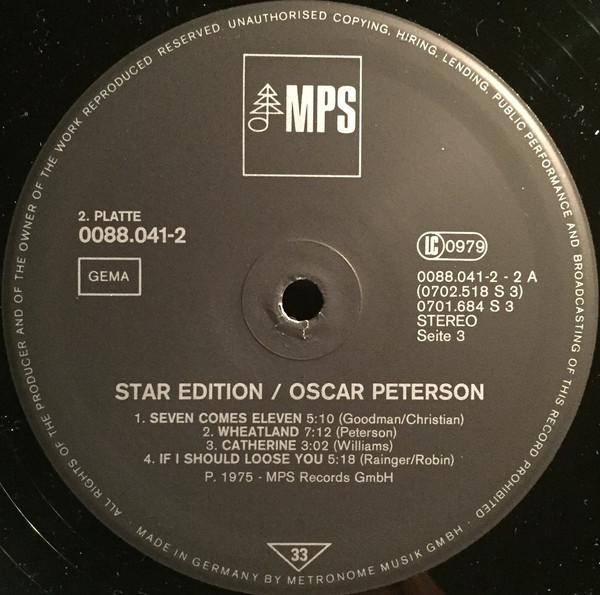 ALL RIGHTS OF THE PRODUCER AND OF THE OWNER OF THE WORK REPRODUCED RESERVED. UNAUTHORISED COPYING, HIRING, LENDING, PUBLIC PERFORMANCE AND BROADCASTING OF THIS RECORD PROHIBITED
MPS
2. PLATTE
0088.041-2
GEMA
LC 0979
0088.041-2 - 2 A
(0702.518 S 3)
0701.684 S 3
STEREO
Seite 3
STAR EDITION / OSCAR PETERSON
1. SEVEN COMES ELEVEN 5:10 (Goodman/Christian)
2. WHEATLAND 7:12 (Peterson)
3. CATHERINE 3:02 (Williams)
4. IF I SHOULD LOOSE YOU 5:18 (Rainger/Robin)
P. 1975 - MPS Records GmbH
33
· MADE IN GERMANY BY METRONOME MUSIK GMBH ·